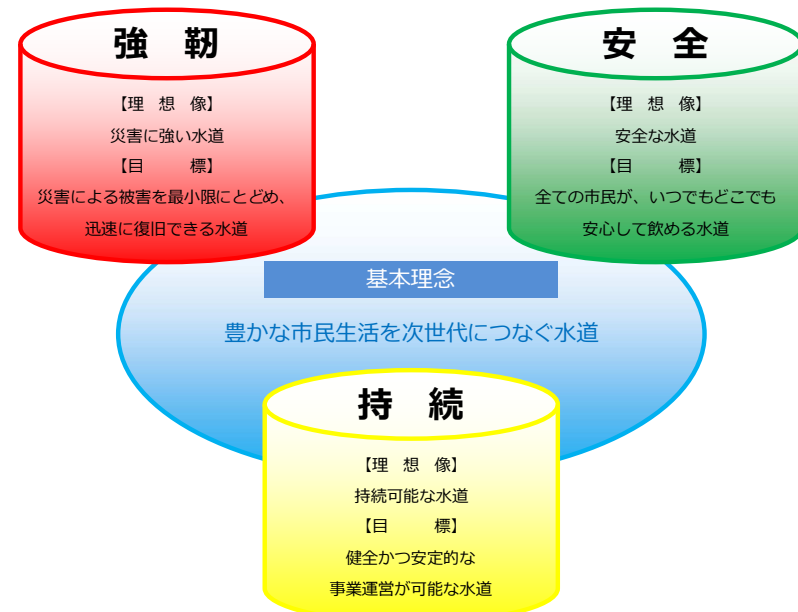 強　靭
【理　想　像】
災害に強い水道
【目　　　標】
災害による被害を最小限にとどめ、
迅速に復旧できる水道
安　全
【理　想　像】
安全な水道
【目　　　標】
全ての市民が、いつでもどこでも
安心して飲める水道
基本理念
豊かな市民生活を次世代につなぐ水道
持　続
【理　想　像】
持続可能な水道
【目　　　標】
健全かつ安定的な
事業運営が可能な水道